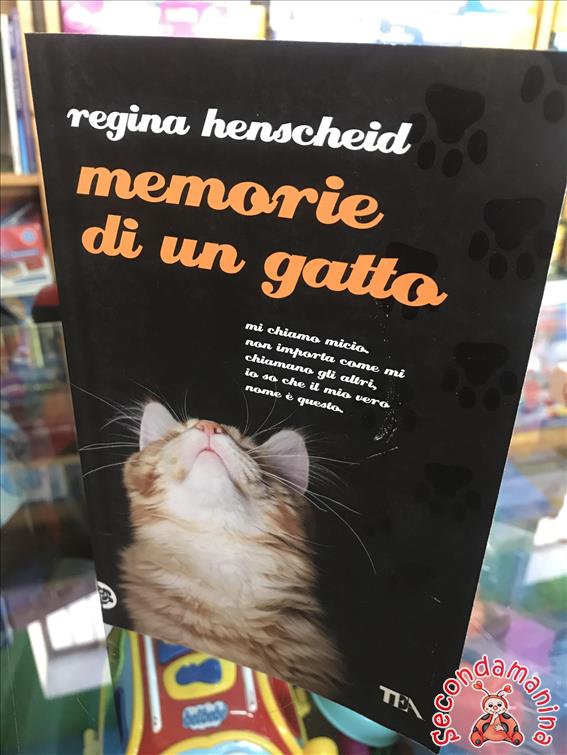 regina henscheid
memorie
di un gatto
mi chiamo micio.
non importa come mi
chiamano gli altri,
io so che il mio vero
nome è questo.
TEA
Secondamanina